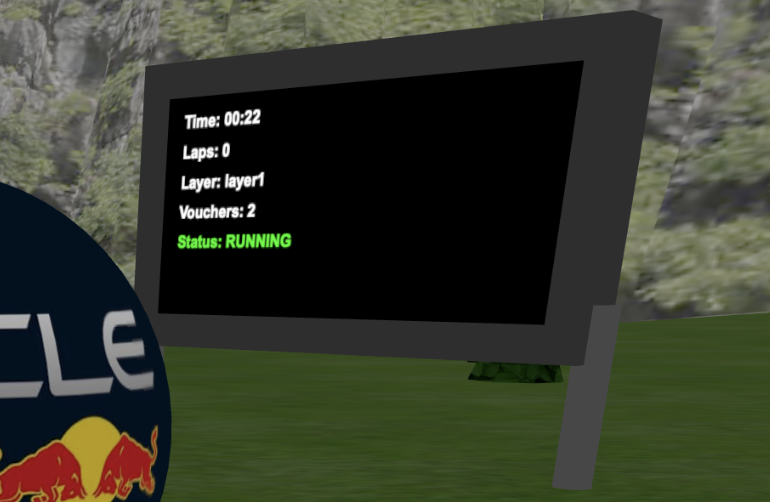 Time: 00:22
Laps: 0
Layer: layer1
Vouchers: 2
Status: RUNNING
CLE